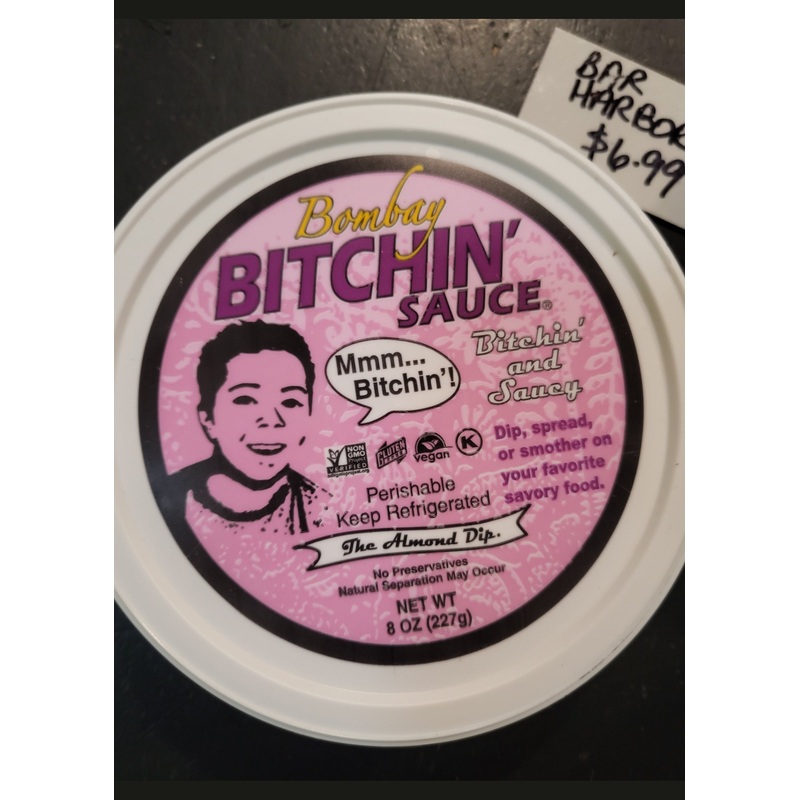 BAR
HARBOR
$6.99
Bombay
BITCHIN'
SAUCE®
Mmm...
Bitchin'!
Bitchin'
and
Saucy
NON
GMO
Project
VERIFIED
GLUTEN
vegan
K
Dip, spread,
or smother on
your favorite
savory food.
Perishable
Keep Refrigerated
The Almond Dip.
No Preservatives
Natural Separation May Occur
NET WT
8 OZ (227g)